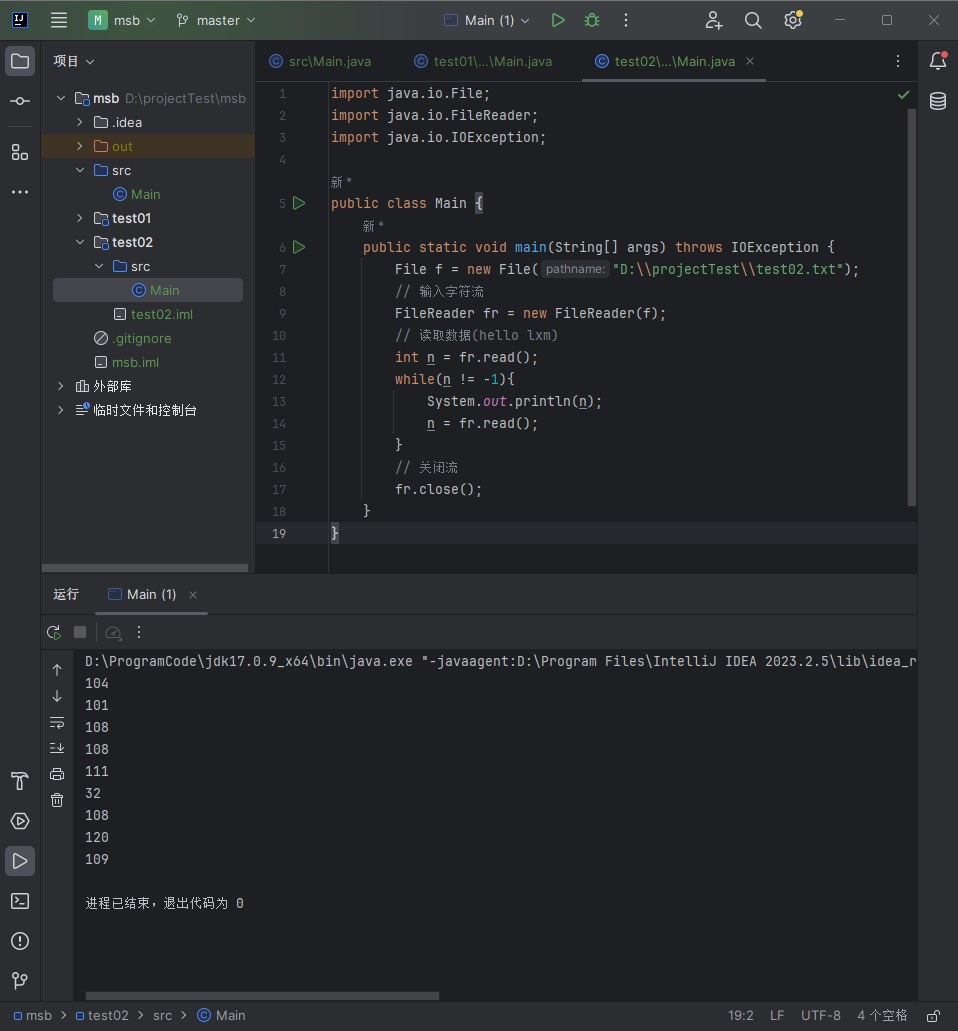 M msb master Main (1)
项目
src\Main.java test01\...\Main.java test02\...\Main.java
msb D:\projectTest\msb
.idea
out
src
Main
test01
test02
src
Main
test02.iml
.gitignore
msb.iml
外部库
临时文件和控制台
1 import java.io.File;
2 import java.io.FileReader;
3 import java.io.IOException;
4
新 *
5 public class Main {
新 *
6 public static void main(String[] args) throws IOException {
7 File f = new File( pathname: "D:\\projectTest\\test02.txt");
8 // 输入字符流
9 FileReader fr = new FileReader(f);
10 // 读取数据(hello lxm)
11 int n = fr.read();
12 while(n != -1){
13 System.out.println(n);
14 n = fr.read();
15 }
16 // 关闭流
17 fr.close();
18 }
19 }
运行 Main (1)
D:\ProgramCode\jdk17.0.9_x64\bin\java.exe "-javaagent:D:\Program Files\IntelliJ IDEA 2023.2.5\lib\idea_r
104
101
108
108
111
32
108
120
109
进程已结束，退出代码为 0
msb test02 src Main 19:2 LF UTF-8 4 个空格